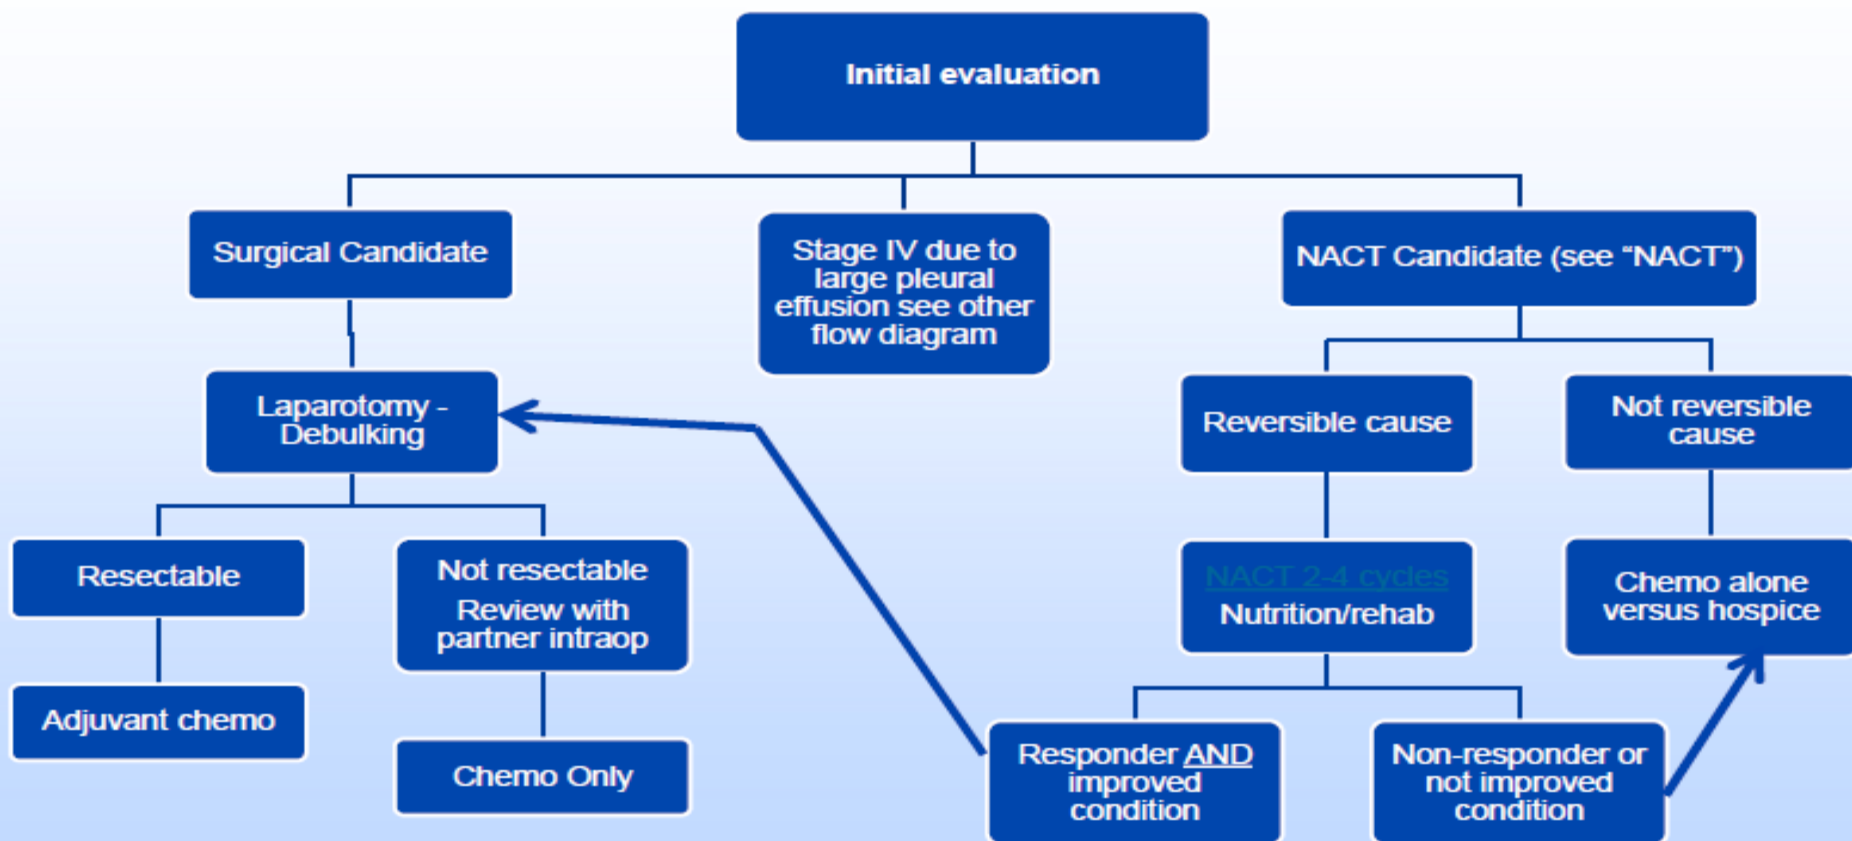 Initial evaluation
Surgical Candidate
Stage IV due to
large pleural
effusion see other
flow diagram
NACT Candidate (see “NACT”)
Laparotomy -
Debulking
Reversible cause
Not reversible
cause
Resectable
Not resectable
Review with
partner intraop
NACT 2-4 cycles
Nutrition/rehab
Chemo alone
versus hospice
Adjuvant chemo
Chemo Only
Responder AND
improved
condition
Non-responder or
not improved
condition